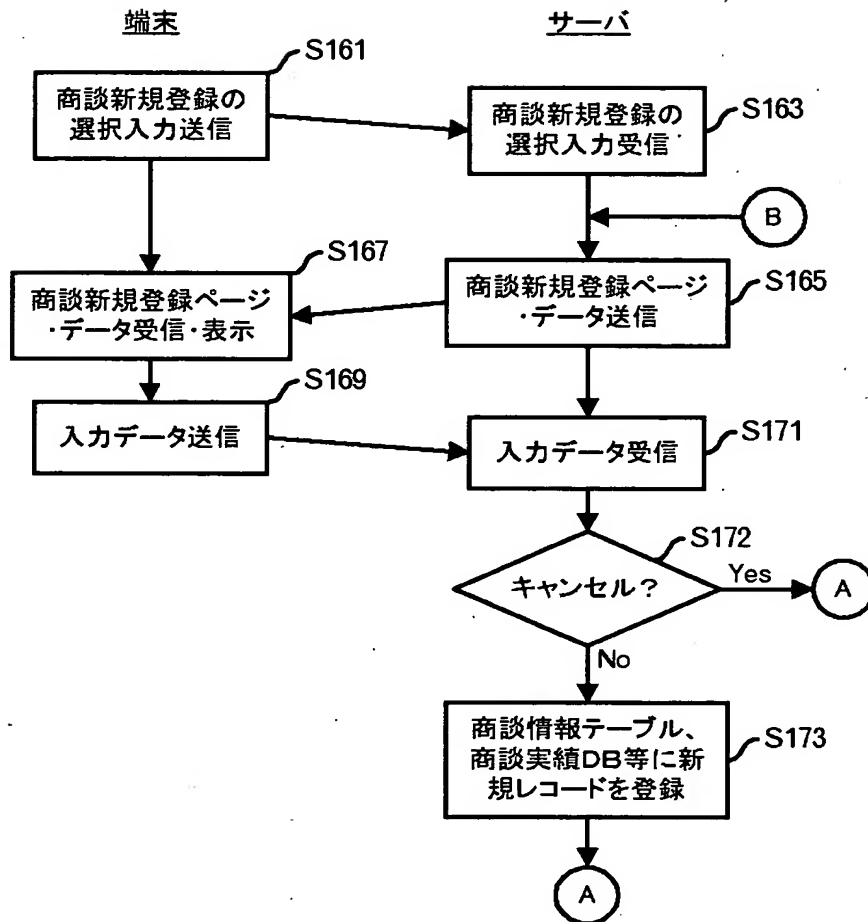 端末
サーバ
S161
商談新規登録の
選択入力送信
S163
商談新規登録の
選択入力受信
B
S167
商談新規登録ページ
・データ受信・表示
S165
商談新規登録ページ
・データ送信
S169
入力データ送信
S171
入力データ受信
S172
キャンセル？
Yes
A
No
S173
商談情報テーブル、
商談実績DB等に新
規レコードを登録
A